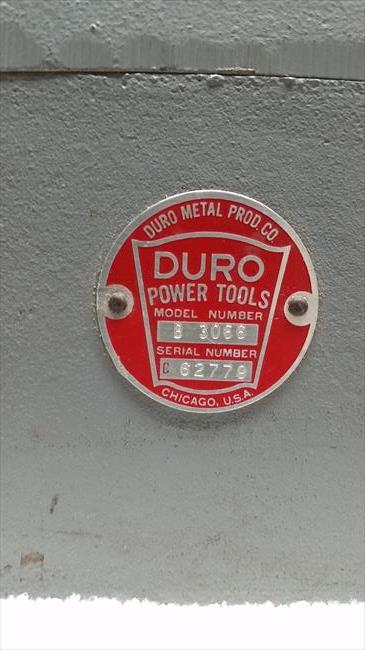 DURO METAL PROD. CO.
DURO
POWER TOOLS
MODEL NUMBER
B 3066
SERIAL NUMBER
C 62779
CHICAGO, U.S.A.